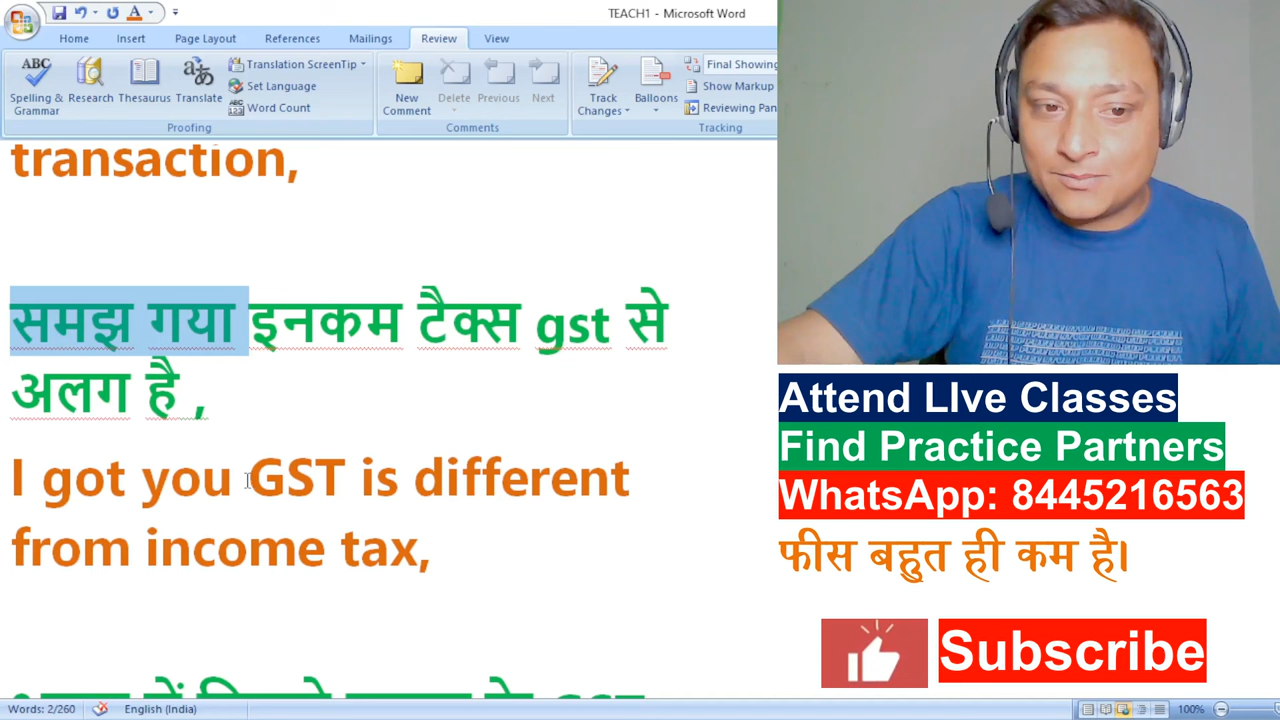 TEACH1 - Microsoft Word
Home Insert Page Layout References Mailings Review View
ABC Spelling & Grammar
Research
Thesaurus
Translate
Translation ScreenTip
Set Language
Word Count
New Comment
Delete
Previous
Next
Track Changes
Balloons
Final Showing
Show Markup
Reviewing Pan
Proofing
Comments
Tracking
transaction,
समझ गया इनकम टैक्स gst से
अलग है ,
I got you GST is different
from income tax,
Attend LIve Classes
Find Practice Partners
WhatsApp: 8445216563
फीस बहुत ही कम है।
Subscribe
Words: 2/260
English (India)
100%